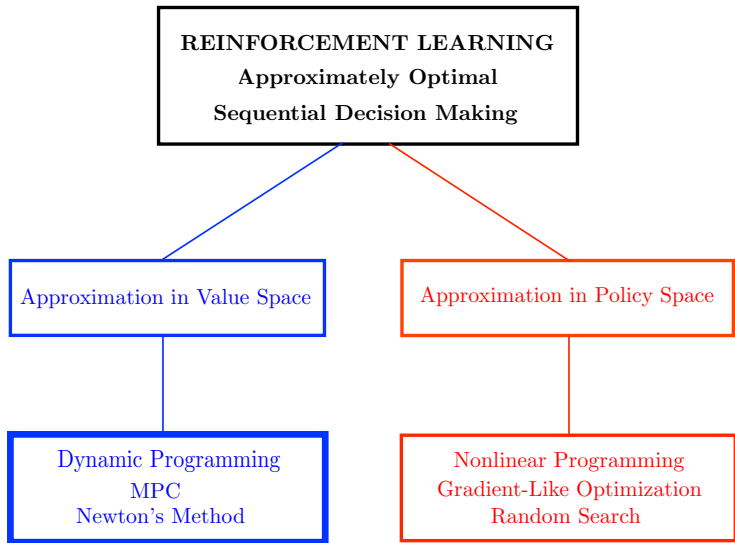 REINFORCEMENT LEARNING
Approximately Optimal
Sequential Decision Making
Approximation in Value Space
Approximation in Policy Space
Dynamic Programming
MPC
Newton's Method
Nonlinear Programming
Gradient-Like Optimization
Random Search